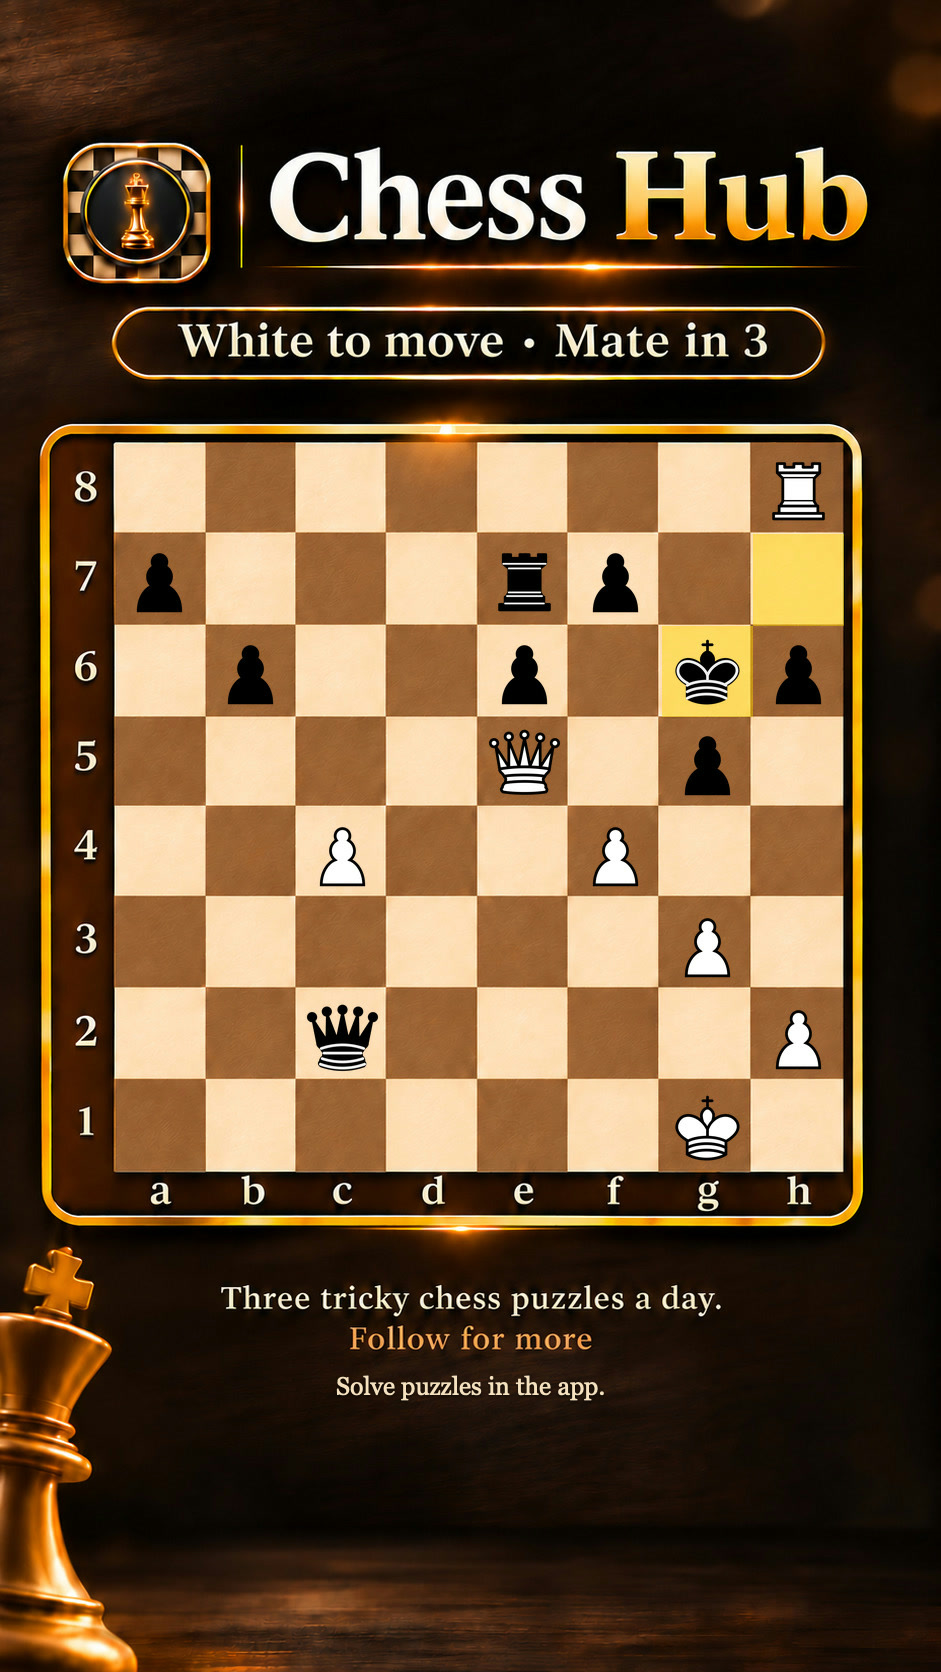 Chess Hub
White to move • Mate in 3
8
7
6
5
4
3
2
1
a b c d e f g h
Three tricky chess puzzles a day.
Follow for more
Solve puzzles in the app.